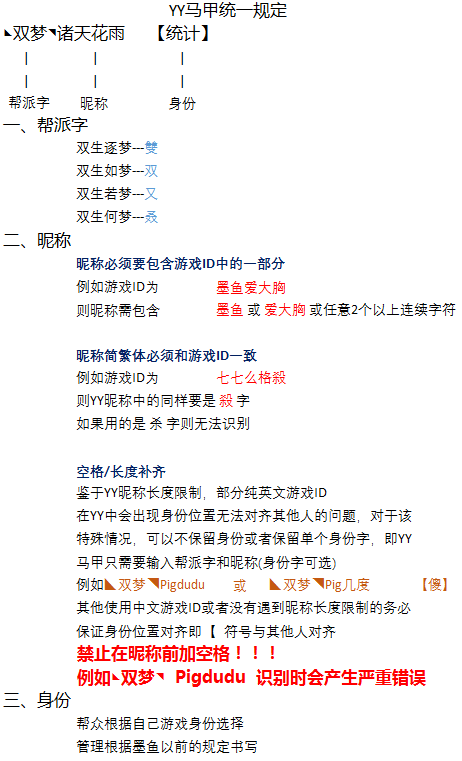 YY马甲统一规定
◣双梦◥诸天花雨 【统计】
| | |
| | |
帮派字 昵称 身份
一、帮派字
双生逐梦---雙
双生如梦---双
双生若梦---又
双生何梦---叒
二、昵称
昵称必须要包含游戏ID中的一部分
例如游戏ID为 墨鱼爱大胸
则昵称需包含 墨鱼 或 爱大胸 或任意2个以上连续字符
昵称简繁体必须和游戏ID一致
例如游戏ID为 七七么格殺
则YY昵称中的同样要是 殺 字
如果用的是 杀 字则无法识别
空格/长度补齐
鉴于YY昵称长度限制，部分纯英文游戏ID
在YY中会出现身份位置无法对齐其他人的问题，对于该
特殊情况，可以不保留身份或者保留单个身份字，即YY
马甲只需要输入帮派字和昵称(身份字可选)
例如◣双梦◥Pigdudu 或 ◣双梦◥Pig几度 【傻】
其他使用中文游戏ID或者没有遇到昵称长度限制的务必
保证身份位置对齐即【 符号与其他人对齐
禁止在昵称前加空格！！！
例如◣双梦◥ Pigdudu 识别时会产生严重错误
三、身份
帮众根据自己游戏身份选择
管理根据墨鱼以前的规定书写